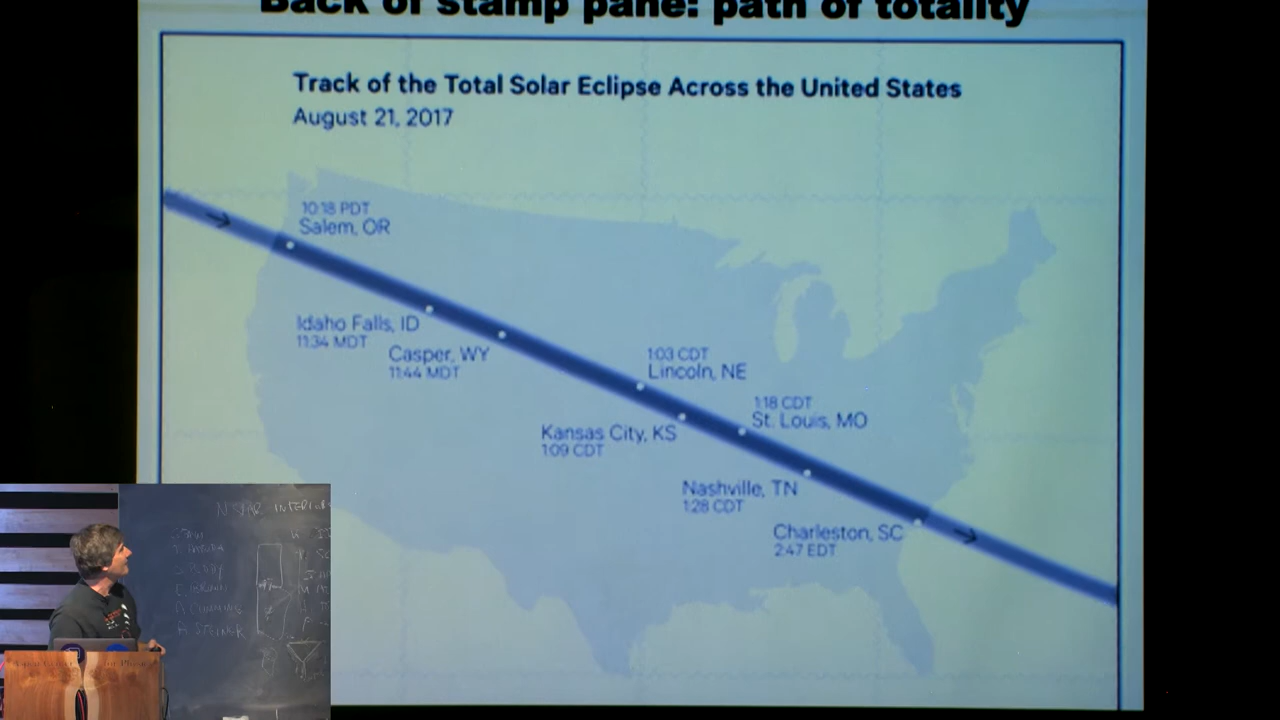 Back of stamp pane: path of totality
Track of the Total Solar Eclipse Across the United States
August 21, 2017
10:18 PDT
Salem, OR
Idaho Falls, ID
11:34 MDT
Casper, WY
11:44 MDT
1:03 CDT
Lincoln, NE
1:18 CDT
St. Louis, MO
Kansas City, KS
1:09 CDT
Nashville, TN
1:28 CDT
Charleston, SC
2:47 EDT
STAR
A STEINER